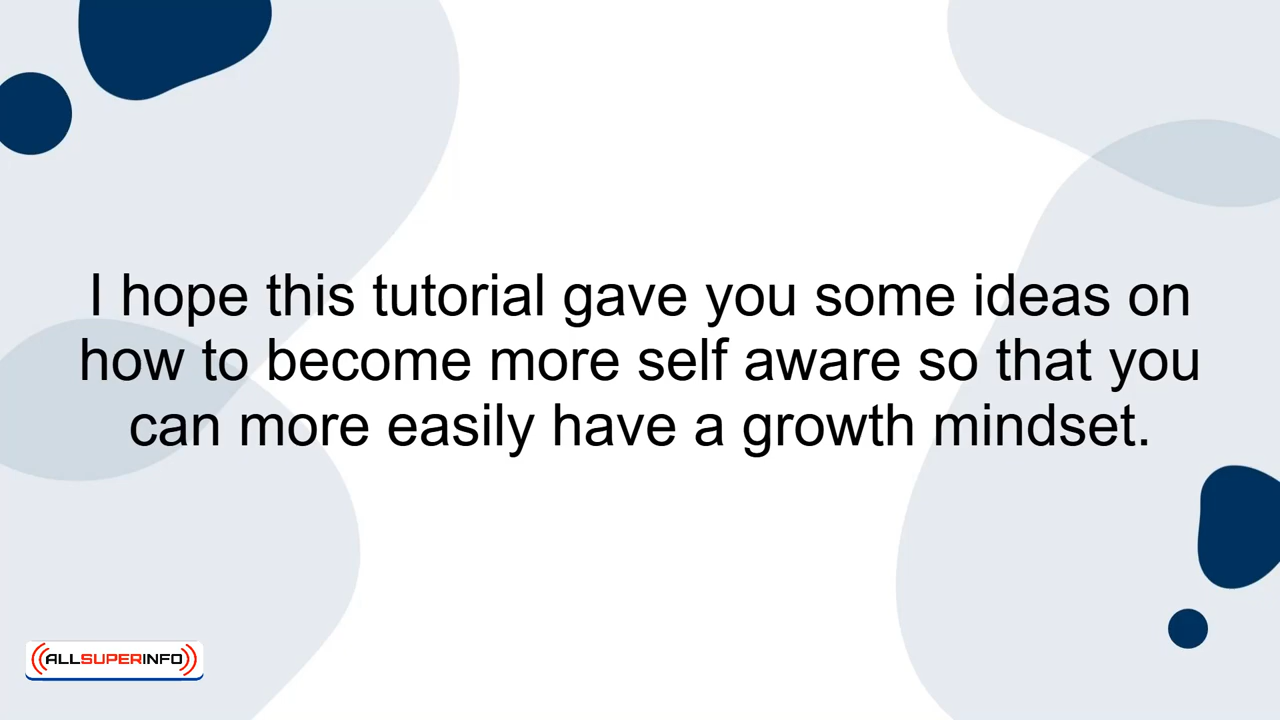 I hope this tutorial gave you some ideas on
how to become more self aware so that you
can more easily have a growth mindset.
ALLSUPERINFO